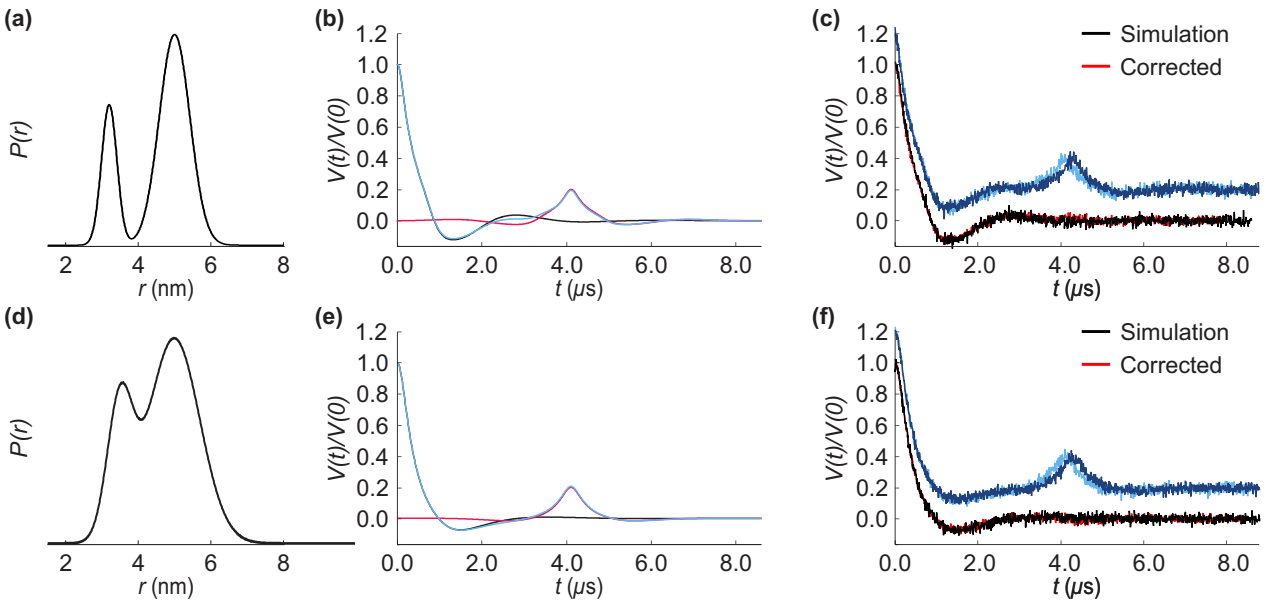 (a)
P(r)
2 4 6 8
r (nm)
(b)
V(t)/V(0)
1.2
1.0
0.8
0.6
0.4
0.2
0.0
0.0 2.0 4.0 6.0 8.0
t (μs)
(c)
V(t)/V(0)
1.2
1.0
0.8
0.6
0.4
0.2
0.0
0.0 2.0 4.0 6.0 8.0
t (μs)
Simulation
Corrected
(d)
P(r)
2 4 6 8
r (nm)
(e)
V(t)/V(0)
1.2
1.0
0.8
0.6
0.4
0.2
0.0
0.0 2.0 4.0 6.0 8.0
t (μs)
(f)
V(t)/V(0)
1.2
1.0
0.8
0.6
0.4
0.2
0.0
0.0 2.0 4.0 6.0 8.0
t (μs)
Simulation
Corrected